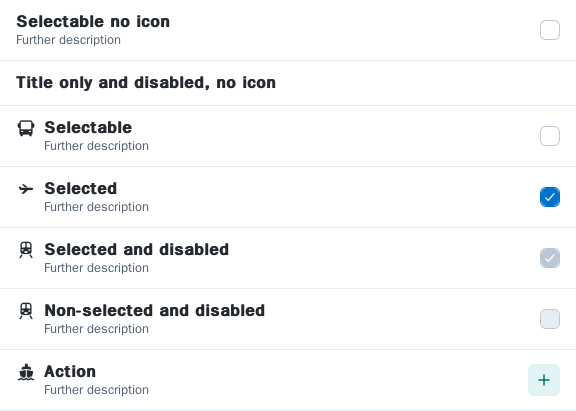 Selectable no icon
Further description
Title only and disabled, no icon
Selectable
Further description
Selected
Further description
Selected and disabled
Further description
Non-selected and disabled
Further description
Action
Further description